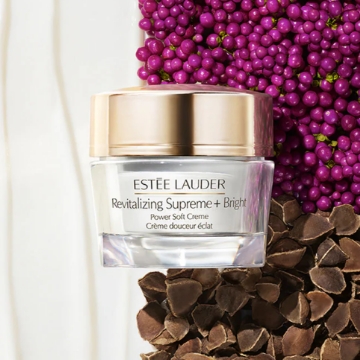 ESTĒE LAUDER
Revitalizing Supreme+ Bright
Power Soft Creme
Crème douceur éclat